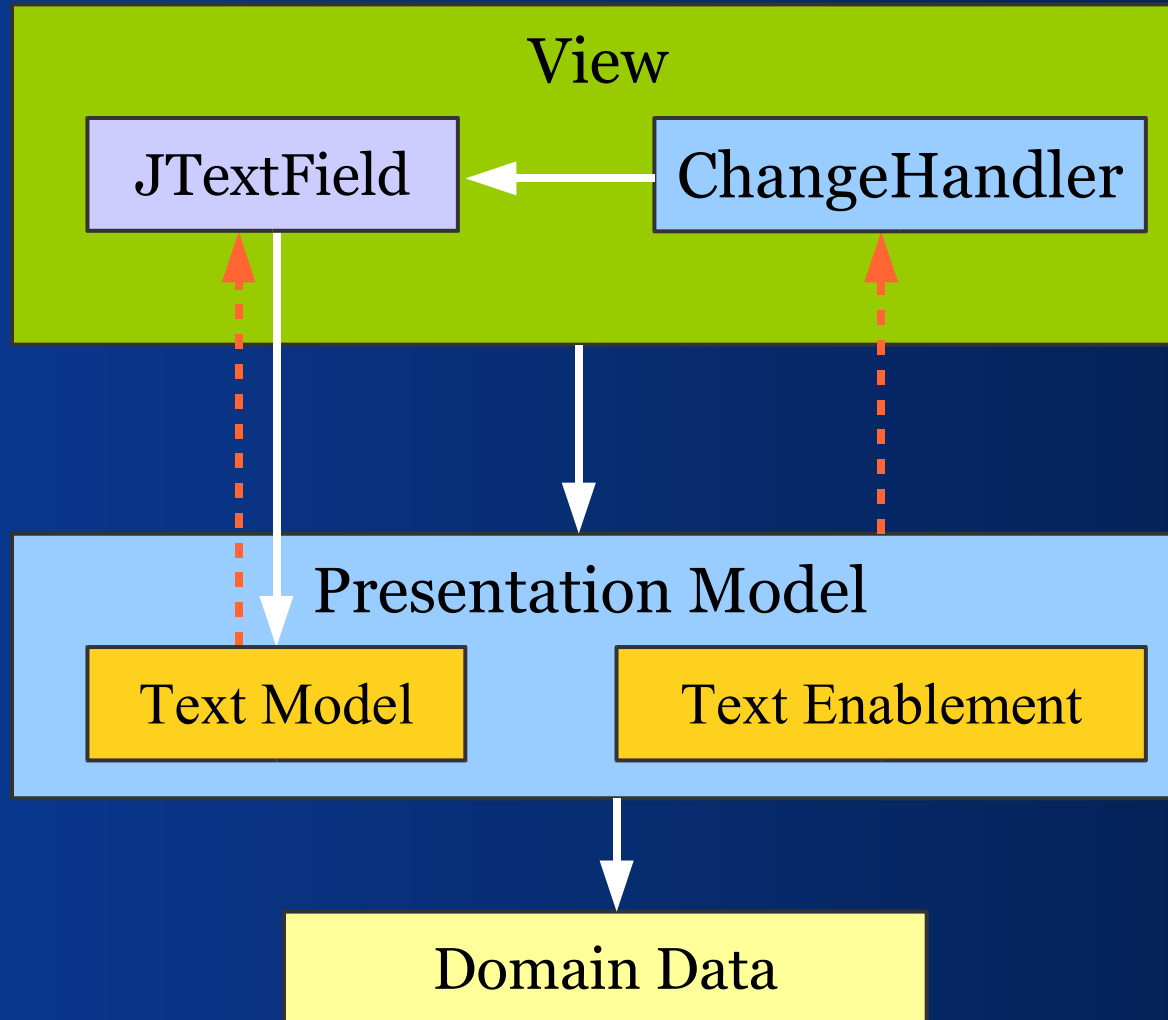 View
JTextField
ChangeHandler
Presentation Model
Text Model
Text Enablement
Domain Data